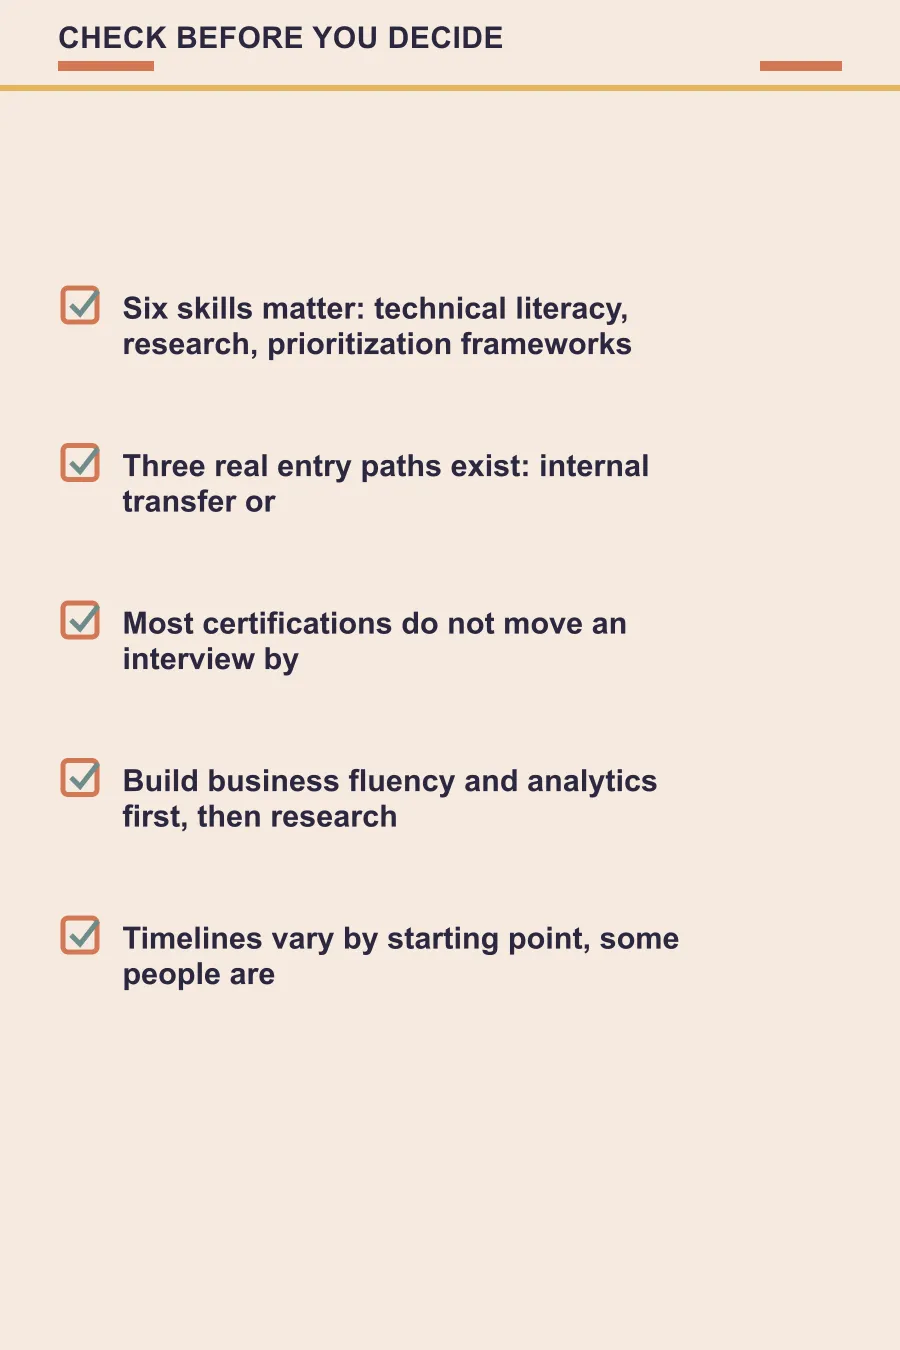 CHECK BEFORE YOU DECIDE
Six skills matter: technical literacy,
research, prioritization frameworks
Three real entry paths exist: internal
transfer or
Most certifications do not move an
interview by
Build business fluency and analytics
first, then research
Timelines vary by starting point, some
people are